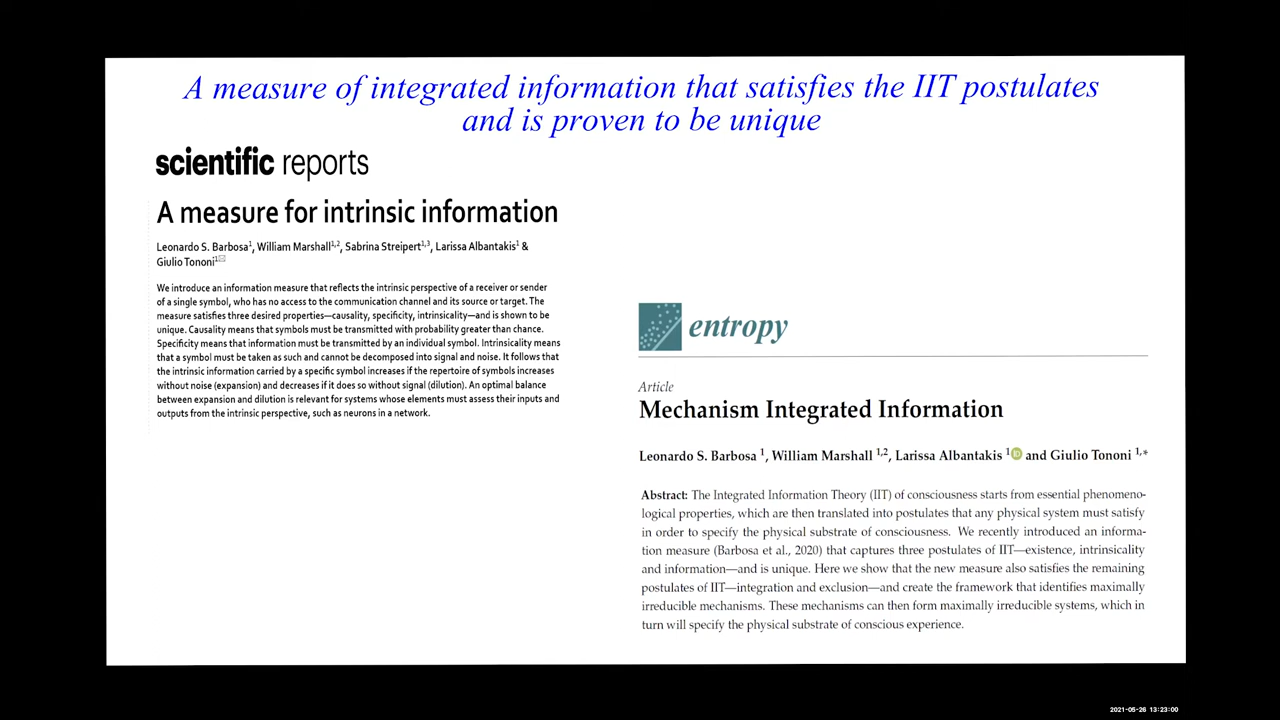 A measure of integrated information that satisfies the IIT postulates
and is proven to be unique
scientific reports
A measure for intrinsic information
Leonardo S. Barbosa¹, William Marshall¹,², Sabrina Streipert¹,³, Larissa Albantakis¹ &
Giulio Tononi¹✉
We introduce an information measure that reflects the intrinsic perspective of a receiver or sender
of a single symbol, who has no access to the communication channel and its source or target. The
measure satisfies three desired properties—causality, specificity, intrinsicality—and is shown to be
unique. Causality means that symbols must be transmitted with probability greater than chance.
Specificity means that information must be transmitted by an individual symbol. Intrinsicality means
that a symbol must be taken as such and cannot be decomposed into signal and noise. It follows that
the intrinsic information carried by a specific symbol increases if the repertoire of symbols increases
without noise (expansion) and decreases if it does so without signal (dilution). An optimal balance
between expansion and dilution is relevant for systems whose elements must assess their inputs and
outputs from the intrinsic perspective, such as neurons in a network.
entropy
Article
Mechanism Integrated Information
Leonardo S. Barbosa ¹, William Marshall ¹,², Larissa Albantakis ¹ iD and Giulio Tononi ¹,*
Abstract: The Integrated Information Theory (IIT) of consciousness starts from essential phenomeno-
logical properties, which are then translated into postulates that any physical system must satisfy
in order to specify the physical substrate of consciousness. We recently introduced an informa-
tion measure (Barbosa et al., 2020) that captures three postulates of IIT—existence, intrinsicality
and information—and is unique. Here we show that the new measure also satisfies the remaining
postulates of IIT—integration and exclusion—and create the framework that identifies maximally
irreducible mechanisms. These mechanisms can then form maximally irreducible systems, which in
turn will specify the physical substrate of conscious experience.
2021-05-26 13:23:00